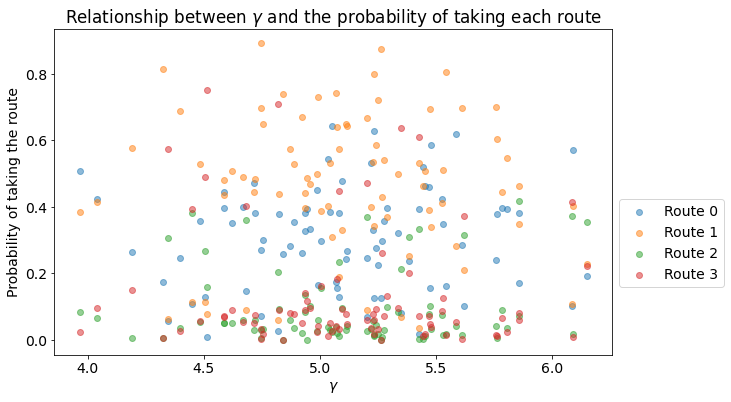 Relationship between γ and the probability of taking each route
Probability of taking the route
0.8
0.6
0.4
0.2
0.0
4.0 4.5 5.0 5.5 6.0
γ
Route 0
Route 1
Route 2
Route 3